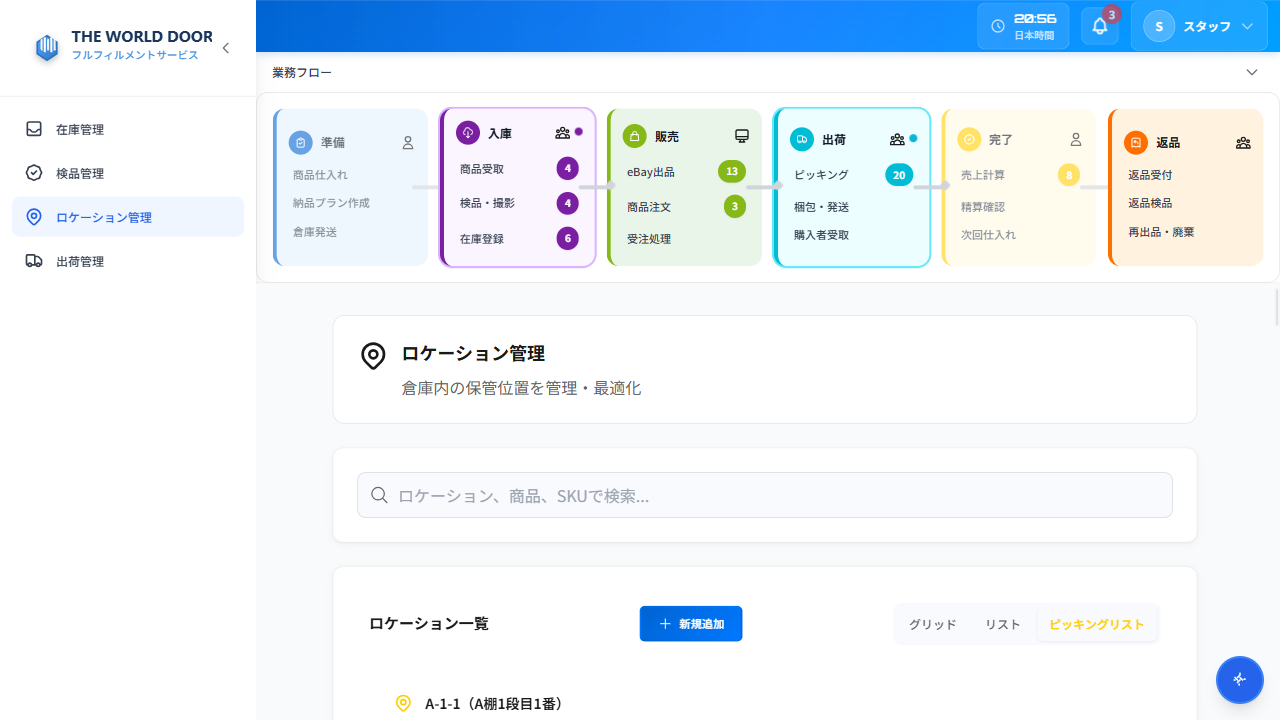 THE WORLD DOOR
フルフィルメントサービス
在庫管理
検品管理
ロケーション管理
出荷管理
20:56
日本時間
3
S
スタッフ
業務フロー
準備
商品仕入れ
納品プラン作成
倉庫発送
入庫
商品受取
4
検品・撮影
4
在庫登録
6
販売
eBay出品
13
商品注文
3
受注処理
出荷
ピッキング
20
梱包・発送
購入者受取
完了
売上計算
8
精算確認
次回仕入れ
返品
返品受付
返品検品
再出品・廃棄
ロケーション管理
倉庫内の保管位置を管理・最適化
ロケーション、商品、SKUで検索...
ロケーション一覧
新規追加
グリッド
リスト
ピッキングリスト
A-1-1（A棚1段目1番）